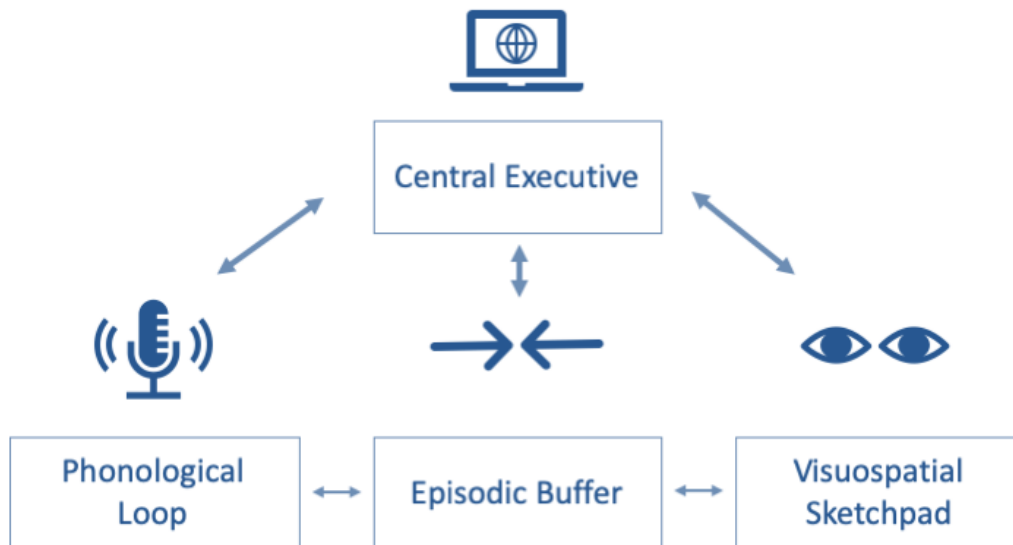 Central Executive
Phonological
Loop
Episodic Buffer
Visuospatial
Sketchpad